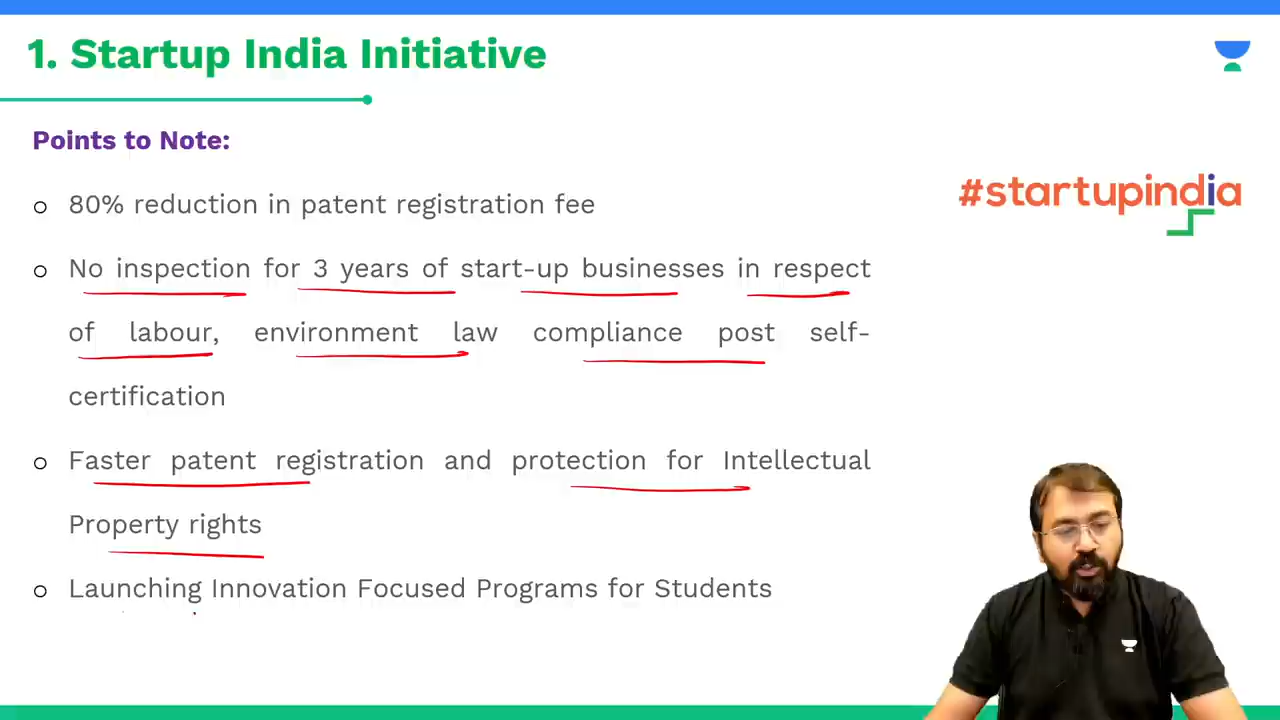 1. Startup India Initiative
Points to Note:
80% reduction in patent registration fee
#startupindia
No inspection for 3 years of start-up businesses in respect
of labour, environment law compliance post self-
certification
Faster patent registration and protection for Intellectual
Property rights
Launching Innovation Focused Programs for Students